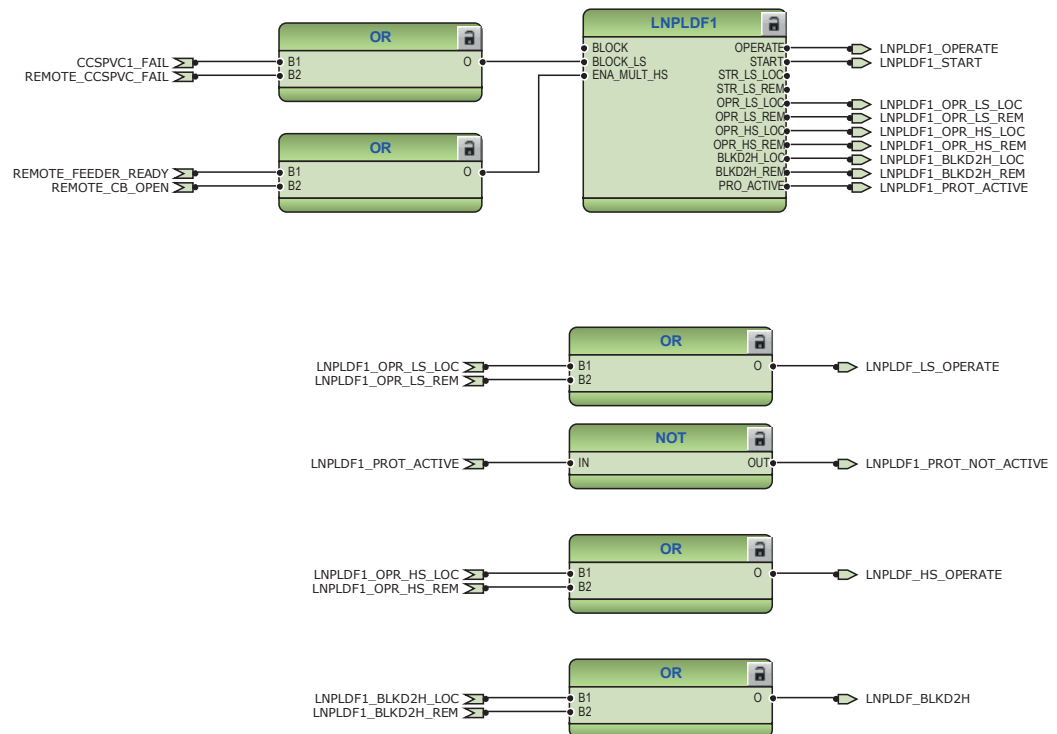 OR
CCSPVC1_FAIL B1 O
REMOTE_CCSPVC_FAIL B2
OR
REMOTE_FEEDER_READY B1 O
REMOTE_CB_OPEN B2
LNPLDF1
BLOCK OPERATE LNPLDF1_OPERATE
BLOCK_LS START LNPLDF1_START
ENA_MULT_HS STR_LS_LOC
STR_LS_REM
OPR_LS_LOC LNPLDF1_OPR_LS_LOC
OPR_LS_REM LNPLDF1_OPR_LS_REM
OPR_HS_LOC LNPLDF1_OPR_HS_LOC
OPR_HS_REM LNPLDF1_OPR_HS_REM
BLKD2H_LOC LNPLDF1_BLKD2H_LOC
BLKD2H_REM LNPLDF1_BLKD2H_REM
PRO_ACTIVE LNPLDF1_PROT_ACTIVE
OR
LNPLDF1_OPR_LS_LOC B1 O LNPLDF_LS_OPERATE
LNPLDF1_OPR_LS_REM B2
NOT
LNPLDF1_PROT_ACTIVE IN OUT LNPLDF1_PROT_NOT_ACTIVE
OR
LNPLDF1_OPR_HS_LOC B1 O LNPLDF_HS_OPERATE
LNPLDF1_OPR_HS_REM B2
OR
LNPLDF1_BLKD2H_LOC B1 O LNPLDF_BLKD2H
LNPLDF1_BLKD2H_REM B2